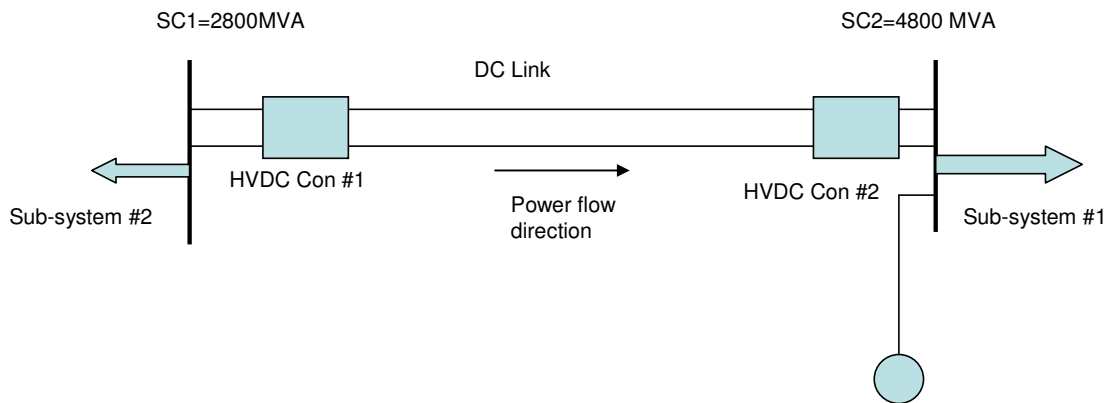 SC1=2800MVA
SC2=4800 MVA
DC Link
HVDC Con #1
HVDC Con #2
Sub-system #2
Power flow
direction
Sub-system #1